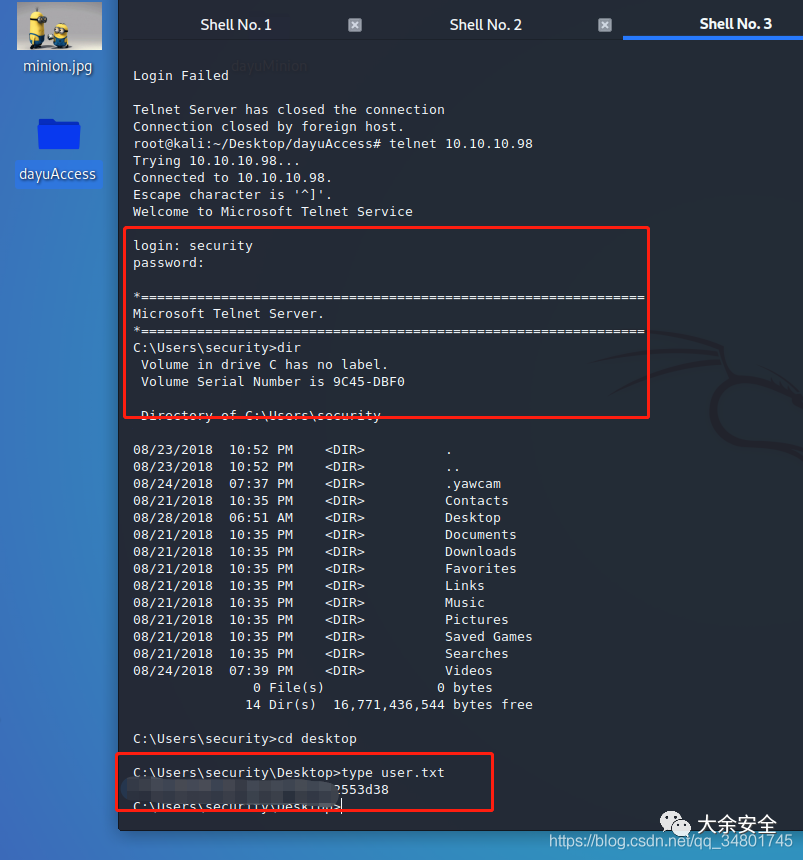 Shell No. 1
Shell No. 2
Shell No. 3
minion.jpg
dayuAccess
dayuMinion
Login Failed
Telnet Server has closed the connection
Connection closed by foreign host.
root@kali:~/Desktop/dayuAccess# telnet 10.10.10.98
Trying 10.10.10.98...
Connected to 10.10.10.98.
Escape character is '^]'.
Welcome to Microsoft Telnet Service
login: security
password:
*===============================================================
Microsoft Telnet Server.
*===============================================================
C:\Users\security>dir
Volume in drive C has no label.
Volume Serial Number is 9C45-DBF0
Directory of C:\Users\security
08/23/2018  10:52 PM    <DIR>          .
08/23/2018  10:52 PM    <DIR>          ..
08/24/2018  07:37 PM    <DIR>          .yawcam
08/21/2018  10:35 PM    <DIR>          Contacts
08/28/2018  06:51 AM    <DIR>          Desktop
08/21/2018  10:35 PM    <DIR>          Documents
08/21/2018  10:35 PM    <DIR>          Downloads
08/21/2018  10:35 PM    <DIR>          Favorites
08/21/2018  10:35 PM    <DIR>          Links
08/21/2018  10:35 PM    <DIR>          Music
08/21/2018  10:35 PM    <DIR>          Pictures
08/21/2018  10:35 PM    <DIR>          Saved Games
08/21/2018  10:35 PM    <DIR>          Searches
08/24/2018  07:39 PM    <DIR>          Videos
0 File(s)              0 bytes
14 Dir(s)  16,771,436,544 bytes free
C:\Users\security>cd desktop
C:\Users\security\Desktop>type user.txt
2553d38
C:\Users\security\Desktop>
大余安全
https://blog.csdn.net/qq_34801745